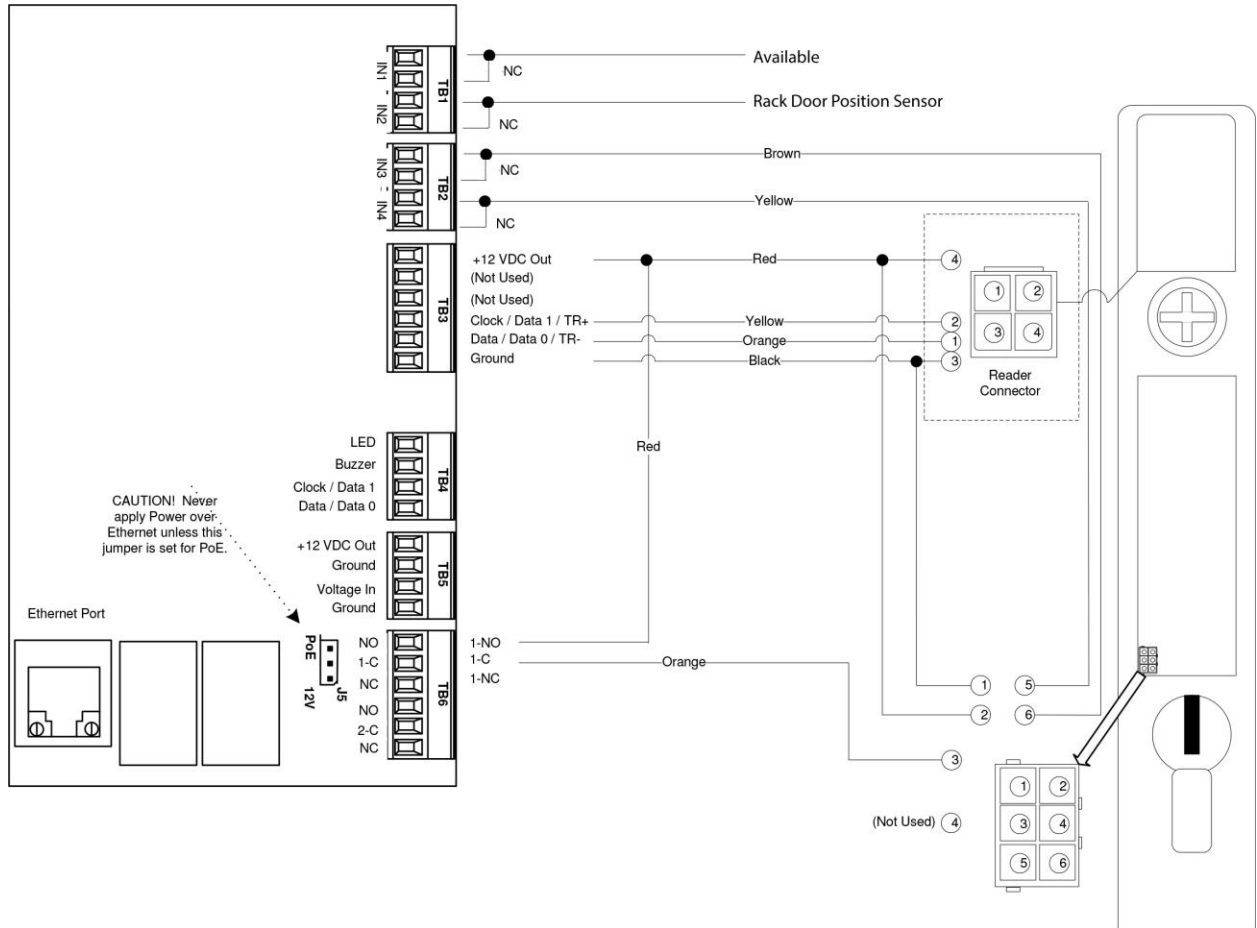 IN1
-
IN2
TB1
NC
Available
NC
Rack Door Position Sensor
IN3
-
IN4
TB2
NC
Brown
NC
Yellow
TB3
+12 VDC Out
Red
4
(Not Used)
(Not Used)
Clock / Data 1 / TR+
Yellow
2
Data / Data 0 / TR-
Orange
1
Ground
Black
3
1
2
3
4
Reader
Connector
Red
LED
Buzzer
Clock / Data 1
Data / Data 0
TB4
CAUTION! Never
apply Power over
Ethernet unless this
jumper is set for PoE.
+12 VDC Out
Ground
Voltage In
Ground
TB5
Ethernet Port
PoE
J5
12V
NO
1-C
NC
NO
2-C
NC
TB6
1-NO
1-C
1-NC
Orange
1
5
2
6
3
(Not Used)
4
1
2
3
4
5
6